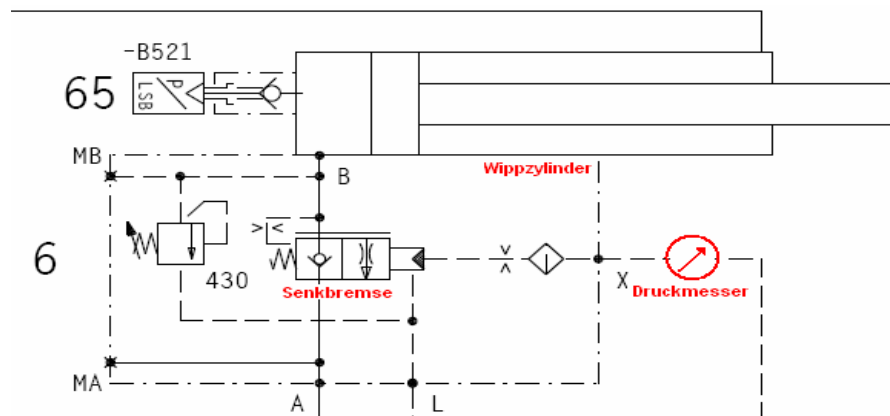 -B521
65
P
LSB
MB
B
Wippzylinder
6
430
Senkbremse
X
Druckmesser
MA
A
L